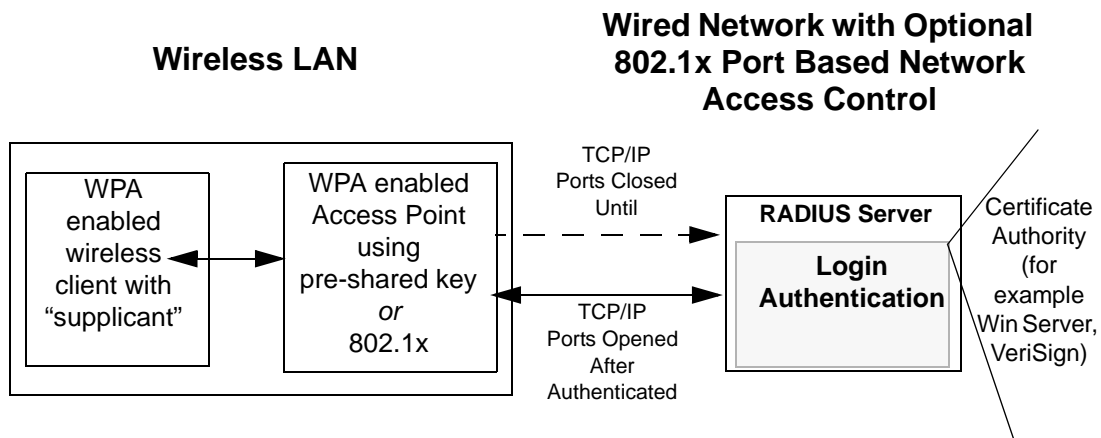 Wireless LAN
Wired Network with Optional
802.1x Port Based Network
Access Control
WPA
enabled
wireless
client with
“supplicant”
WPA enabled
Access Point
using
pre-shared key
or
802.1x
TCP/IP
Ports Closed
Until
TCP/IP
Ports Opened
After
Authenticated
RADIUS Server
Login
Authentication
Certificate
Authority
(for
example
Win Server,
VeriSign)